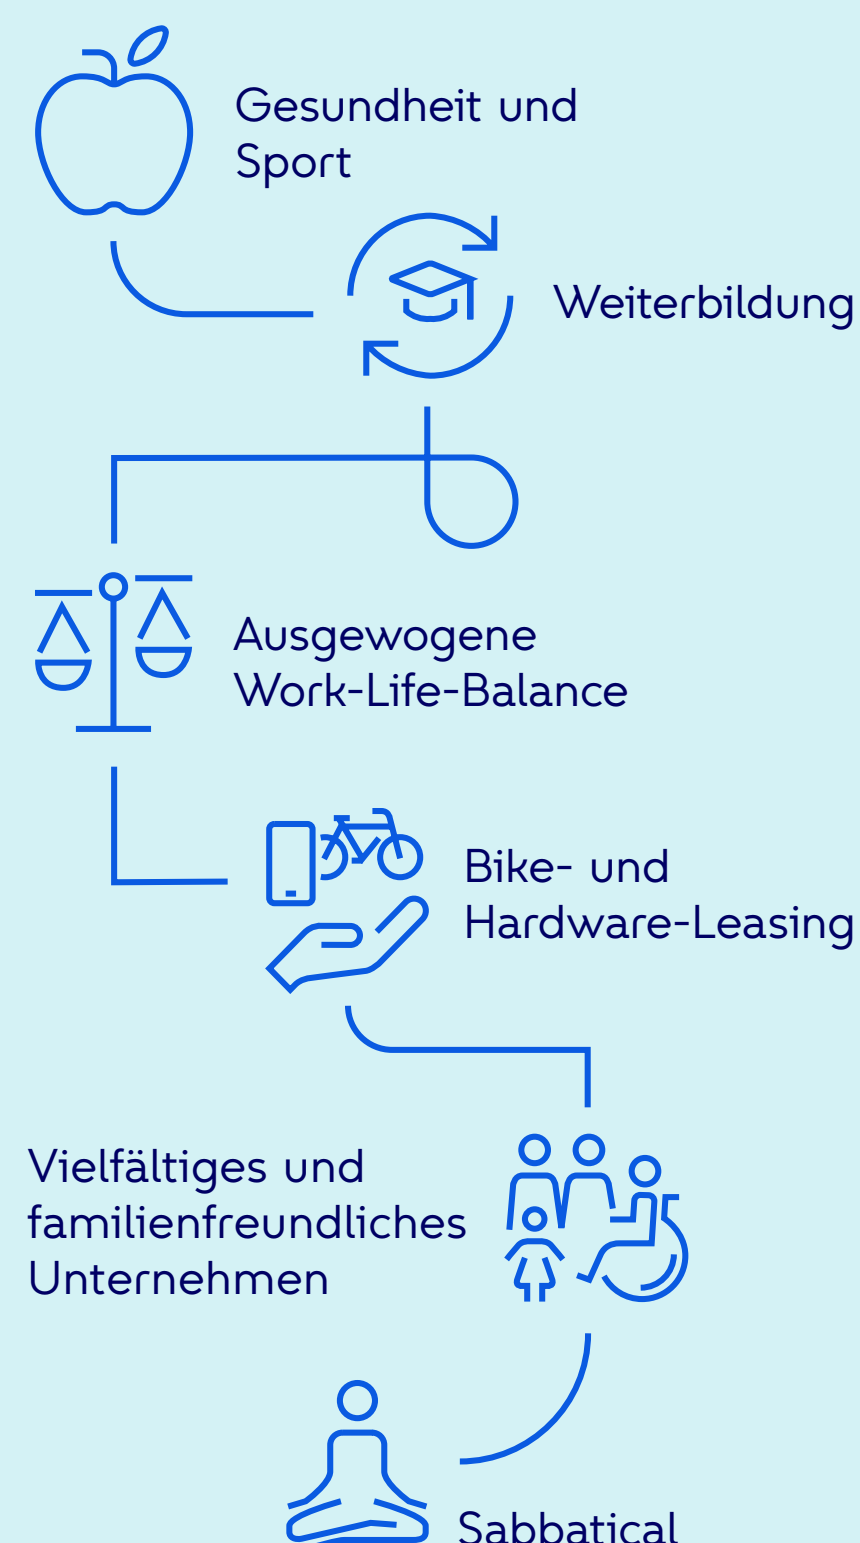 Gesundheit und
Sport
Weiterbildung
Ausgewogene
Work-Life-Balance
Bike- und
Hardware-Leasing
Vielfältiges und
familienfreundliches
Unternehmen
Sabbatical